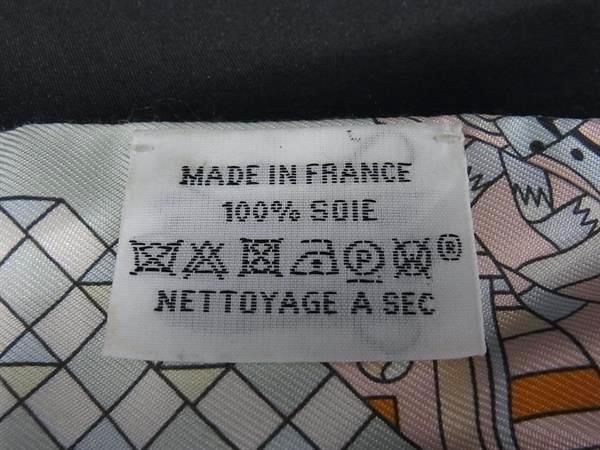 MADE IN FRANCE
100% SOIE
P W ®
NETTOYAGE A SEC